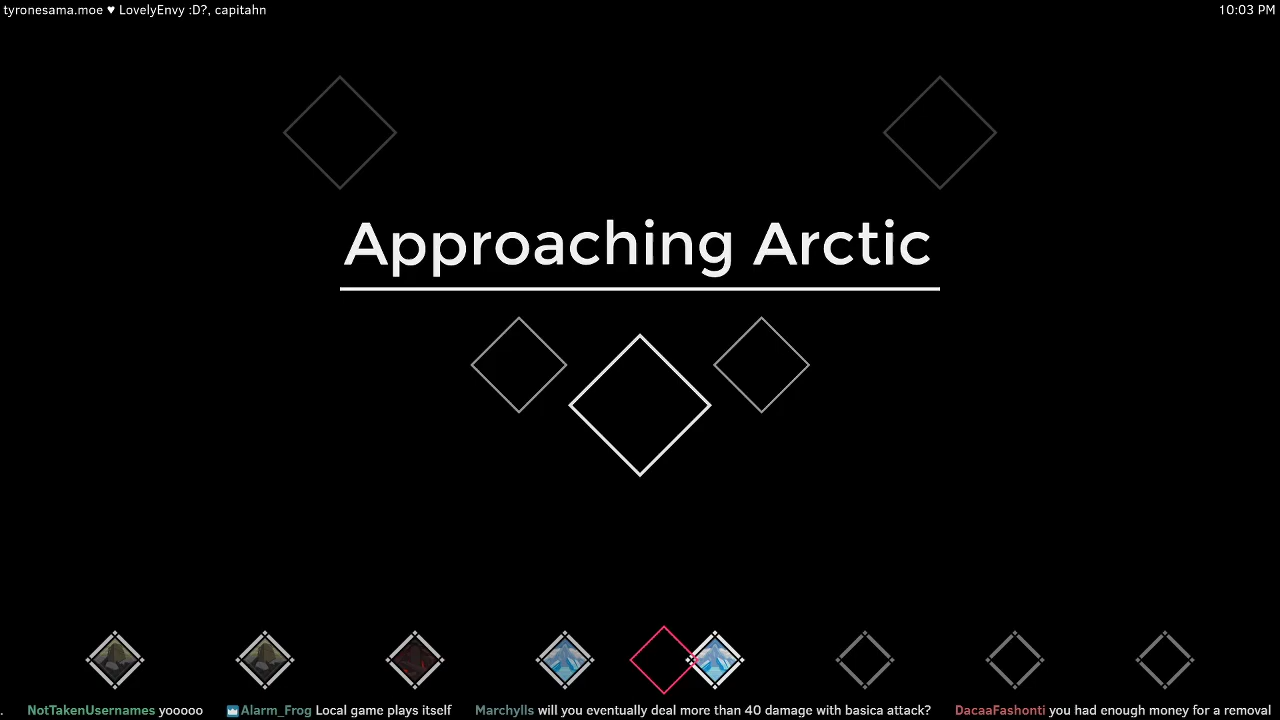 tyronesama.moe ♥ LovelyEnvy :D?, capitahn
10:03 PM
Approaching Arctic
. NotTakenUsernames yooooo Alarm_Frog Local game plays itself Marchylls will you eventually deal more than 40 damage with basica attack? DacaaFashonti you had enough money for a removal